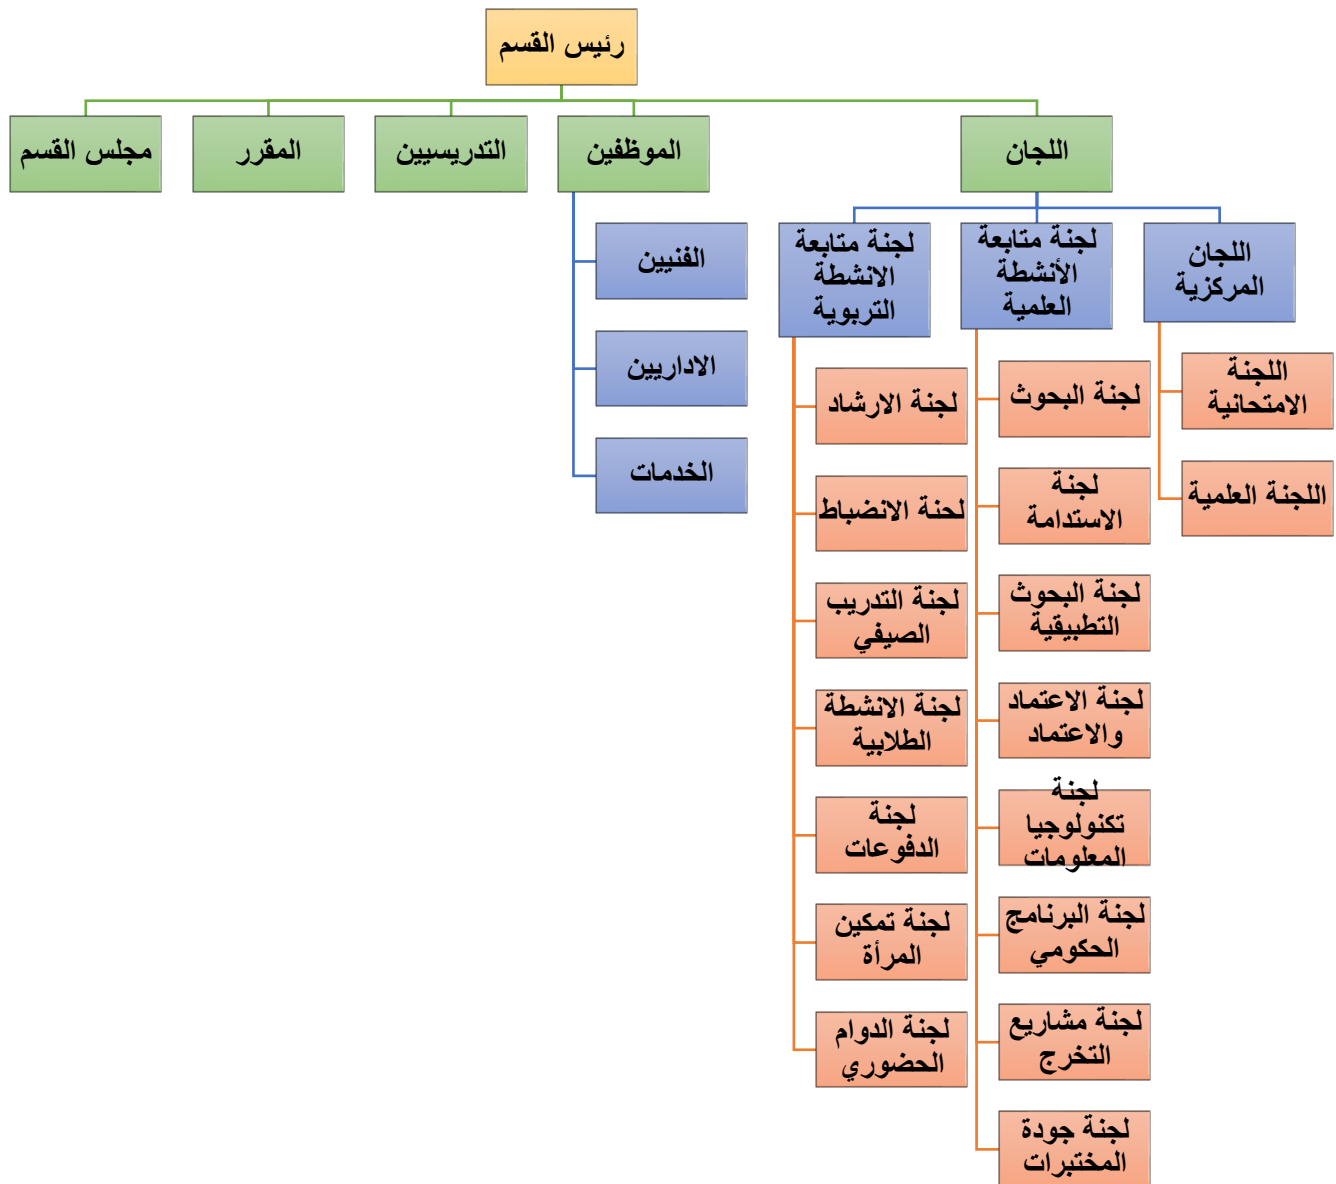 رئيس القسم
اللجان
الموظفين
التدريسيين
المقرر
مجلس القسم
اللجان
المركزية
لجنة متابعة
الأنشطة
العلمية
لجنة متابعة
الانشطة
التربوية
الفنيين
الاداريين
الخدمات
اللجنة
الامتحانية
اللجنة العلمية
لجنة البحوث
لجنة
الاستدامة
لجنة البحوث
التطبيقية
لجنة الاعتماد
والاعتماد
لجنة
تكنولوجيا
المعلومات
لجنة البرنامج
الحكومي
لجنة مشاريع
التخرج
لجنة جودة
المختبرات
لجنة الارشاد
لحنة الانضباط
لجنة التدريب
الصيفي
لجنة الانشطة
الطلابية
لجنة
الدفوعات
لجنة تمكين
المرأة
لجنة الدوام
الحضوري